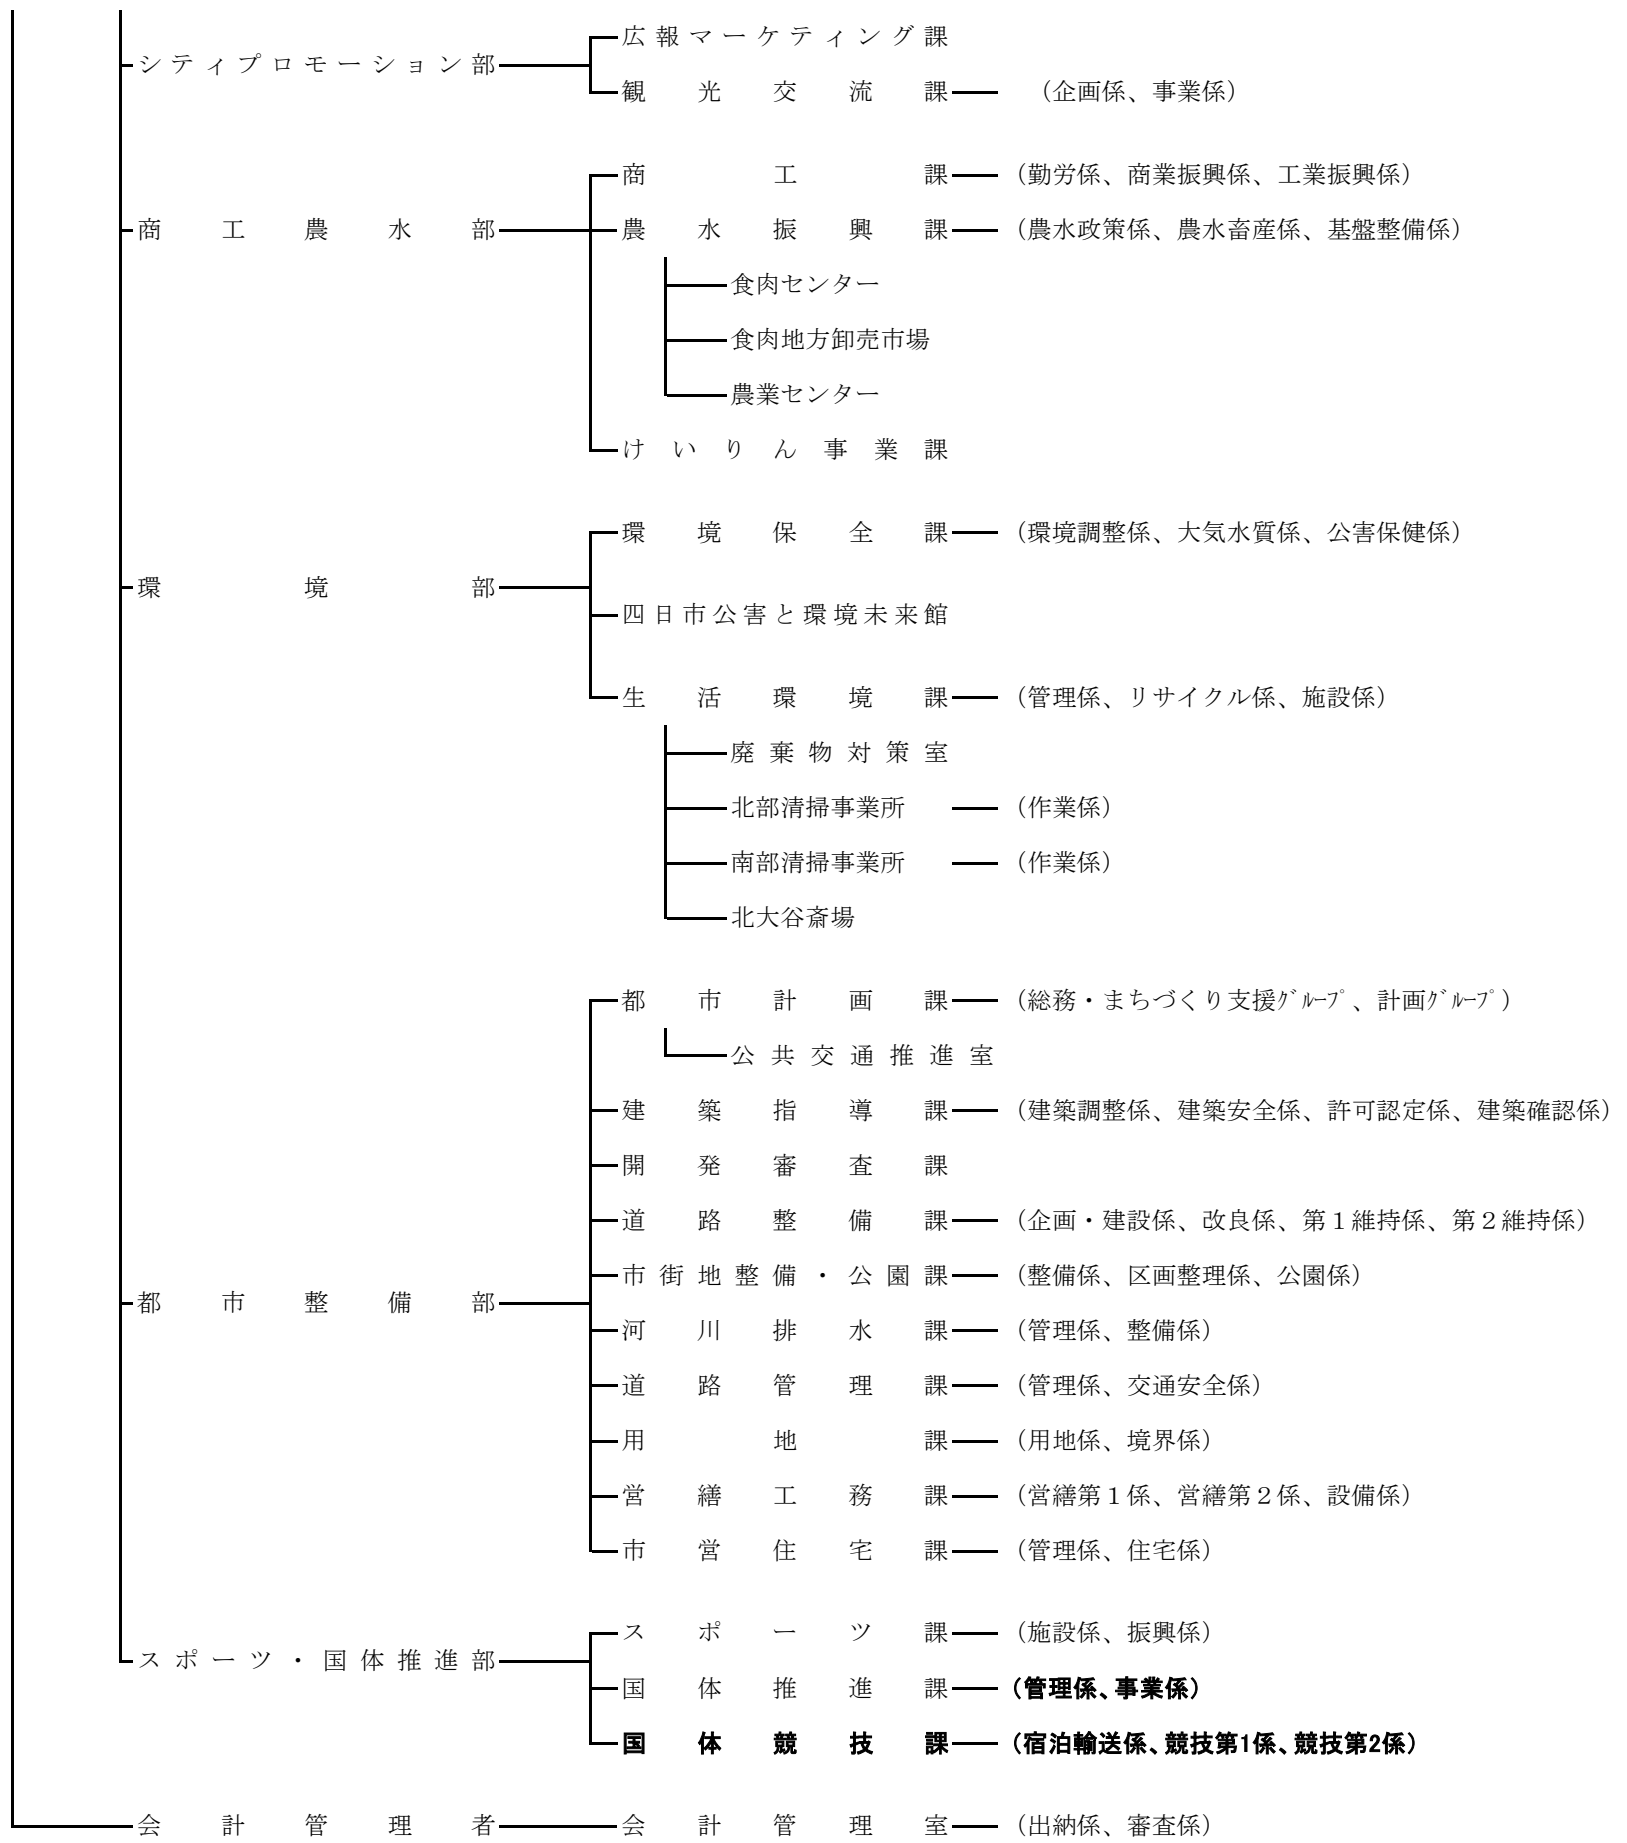 広報マーケティング課
シティプロモーション部
観光交流課 （企画係、事業係）
商工課 （勤労係、商業振興係、工業振興係）
商工農水部 農水振興課 （農水政策係、農水畜産係、基盤整備係）
食肉センター
食肉地方卸売市場
農業センター
けいりん事業課
環境保全課 （環境調整係、大気水質係、公害保健係）
環境部
四日市公害と環境未来館
生活環境課 （管理係、リサイクル係、施設係）
廃棄物対策室
北部清掃事業所 （作業係）
南部清掃事業所 （作業係）
北大谷斎場
都市計画課 （総務・まちづくり支援ｸﾞﾙｰﾌﾟ、計画ｸﾞﾙｰﾌﾟ）
公共交通推進室
建築指導課 （建築調整係、建築安全係、許可認定係、建築確認係）
開発審査課
道路整備課 （企画・建設係、改良係、第１維持係、第２維持係）
市街地整備・公園課 （整備係、区画整理係、公園係）
都市整備部
河川排水課 （管理係、整備係）
道路管理課 （管理係、交通安全係）
用地課 （用地係、境界係）
営繕工務課 （営繕第１係、営繕第２係、設備係）
市営住宅課 （管理係、住宅係）
スポーツ課 （施設係、振興係）
スポーツ・国体推進部
国体推進課 （管理係、事業係）
国体競技課 （宿泊輸送係、競技第1係、競技第2係）
会計管理者 会計管理室 （出納係、審査係）